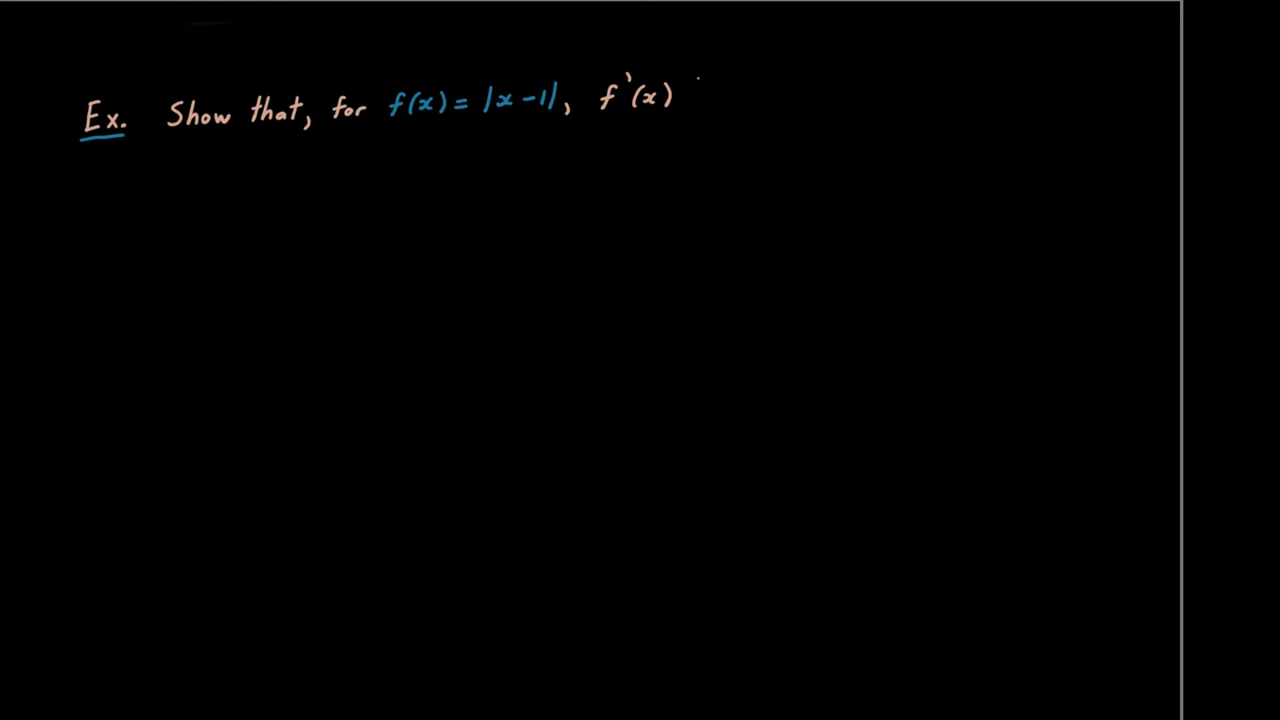 Ex. Show that, for f(x) = |x-1|, f'(x)